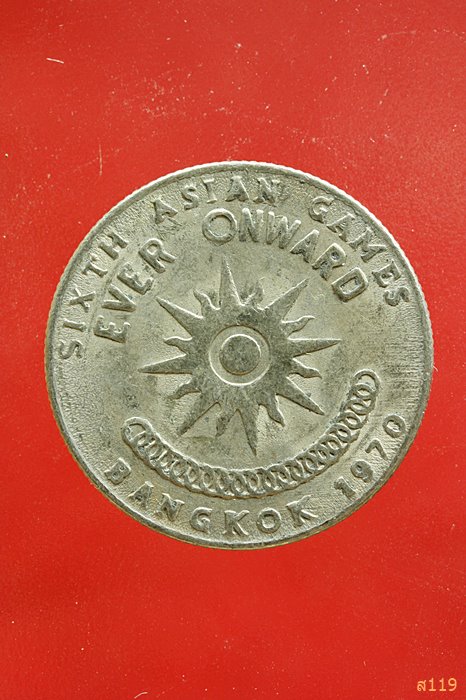 SIXTH ASIAN GAMES
EVER ONWARD
BANGKOK 1970
ส119